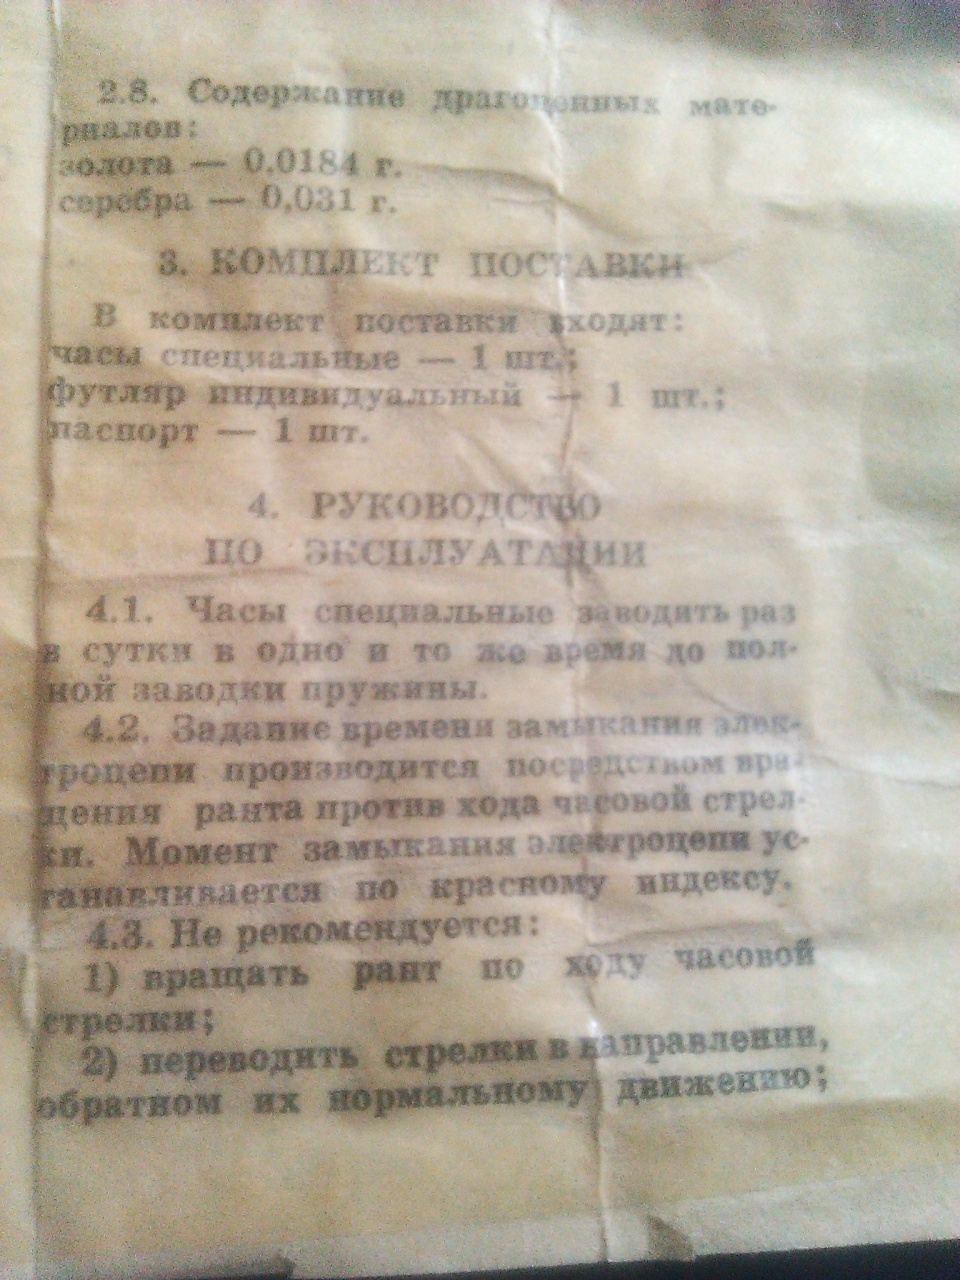 2.8. Содержание драгоценных мате-
риалов:
золота — 0,0184 г.
серебра — 0,031 г.
3. КОМПЛЕКТ ПОСТАВКИ
В комплект поставки входят:
часы специальные — 1 шт.;
футляр индивидуальный — 1 шт.;
паспорт — 1 шт.
4. РУКОВОДСТВО
ПО ЭКСПЛУАТАЦИИ
4.1. Часы специальные заводить раз
в сутки в одно и то же время до пол-
ной заводки пружины.
4.2. Задание времени замыкания элек-
троцепи производится посредством вра-
щения ранта против хода часовой стрел-
ки. Момент замыкания электроцепи ус-
танавливается по красному индексу.
4.3. Не рекомендуется:
1) вращать рант по ходу часовой
стрелки;
2) переводить стрелки в направлении,
обратном их нормальному движению;